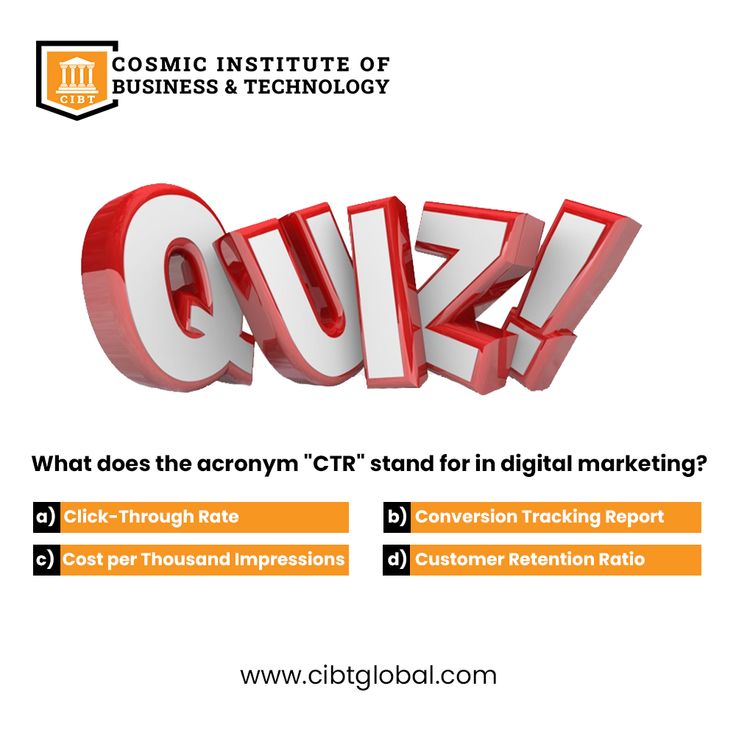 COSMIC INSTITUTE OF
BUSINESS & TECHNOLOGY
CIBT
QUIZ!
What does the acronym "CTR" stand for in digital marketing?
a) Click-Through Rate
b) Conversion Tracking Report
c) Cost per Thousand Impressions
d) Customer Retention Ratio
www.cibtglobal.com